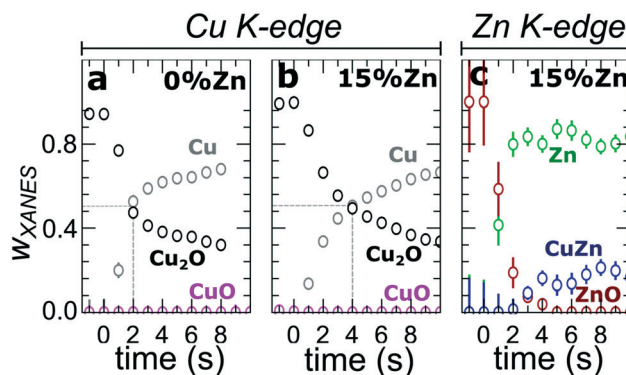 Cu K-edge Zn K-edge
a 0%Zn b 15%Zn c 15%Zn
Cu Cu Zn
Cu₂O Cu₂O CuZn
CuO CuO ZnO
w_XANES
0.8
0.4
0.0
0 2 4 6 8 0 2 4 6 8 0 2 4 6 8
time (s) time (s) time (s)